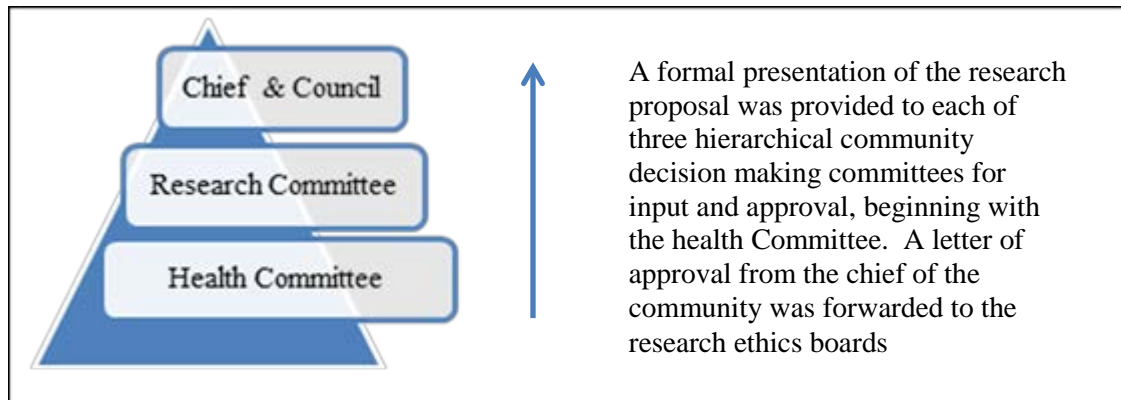 Chief & Council
Research Committee
Health Committee
A formal presentation of the research
proposal was provided to each of
three hierarchical community
decision making committees for
input and approval, beginning with
the health Committee.  A letter of
approval from the chief of the
community was forwarded to the
research ethics boards